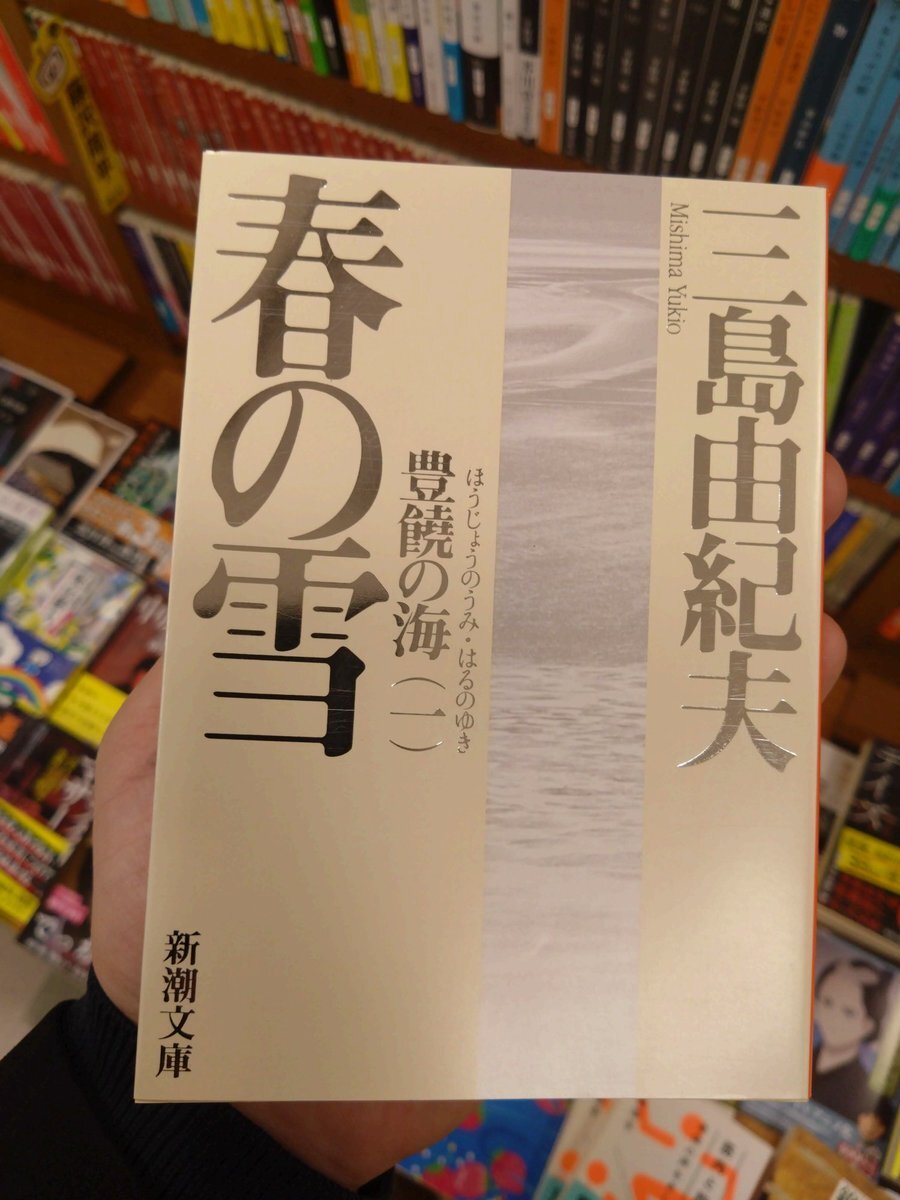 三島由紀夫
Mishima Yukio
ほうじょうのうみ・はるのゆき
豊饒の海（一）
春の雪
新潮文庫